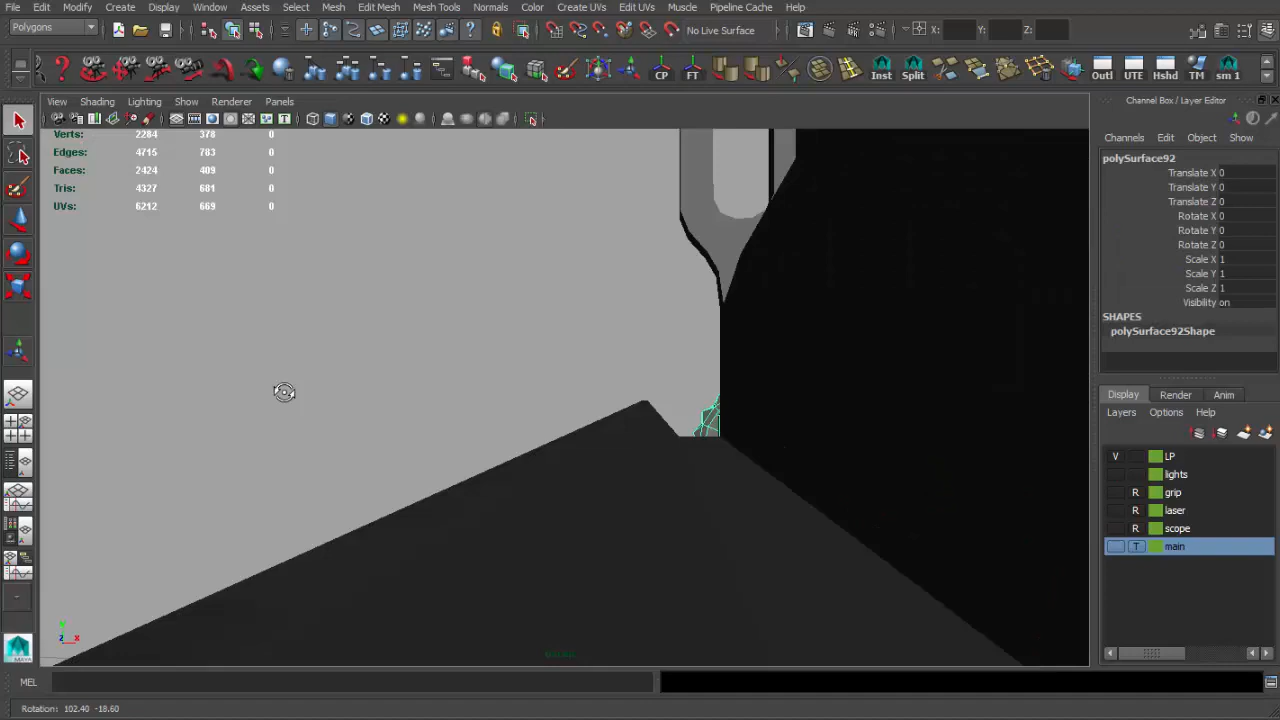 File Edit Modify Create Display Window Assets Select Mesh Edit Mesh Mesh Tools Normals Color Create UVs Edit UVs Muscle Pipeline Cache Help
Polygons No Live Surface X: Y: Z:
CP FT Inst Split Outl UTE Hshd TM sm 1
View Shading Lighting Show Renderer Panels
Channel Box / Layer Editor
Channels Edit Object Show
Verts: 2284 378 0
Edges: 4715 783 0
Faces: 2424 409 0
Tris: 4327 681 0
UVs: 6212 669 0
polySurface92
Translate X 0
Translate Y 0
Translate Z 0
Rotate X 0
Rotate Y 0
Rotate Z 0
Scale X 1
Scale Y 1
Scale Z 1
Visibility on
SHAPES
polySurface92Shape
Display Render Anim
Layers Options Help
V LP
lights
R grip
R laser
R scope
T main
MAYA
MEL
Rotation: 102.40 -18.60